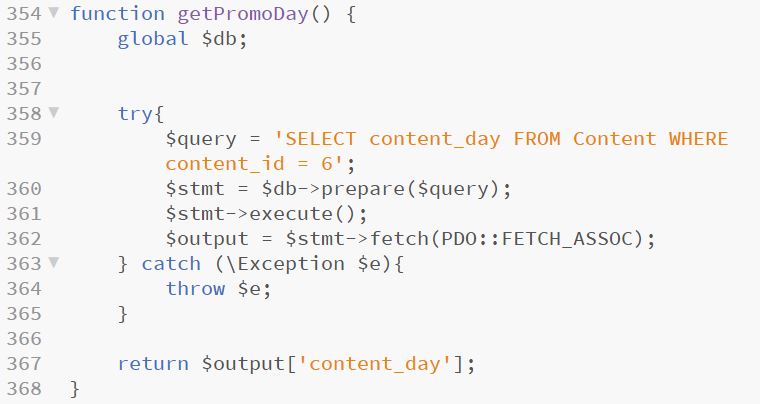 354 function getPromoDay() {
355     global $db;
356
357
358     try{
359         $query = 'SELECT content_day FROM Content WHERE
            content_id = 6';
360         $stmt = $db->prepare($query);
361         $stmt->execute();
362         $output = $stmt->fetch(PDO::FETCH_ASSOC);
363     } catch (\Exception $e){
364         throw $e;
365     }
366
367     return $output['content_day'];
368 }